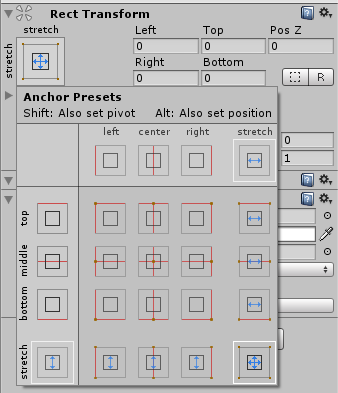 Rect Transform
stretch
Left Top Pos Z
stretch
0 0 0
Right Bottom
0 0
R
Anchor Presets
Shift: Also set pivot Alt: Also set position
left center right stretch
0
1
top
middle
bottom
stretch